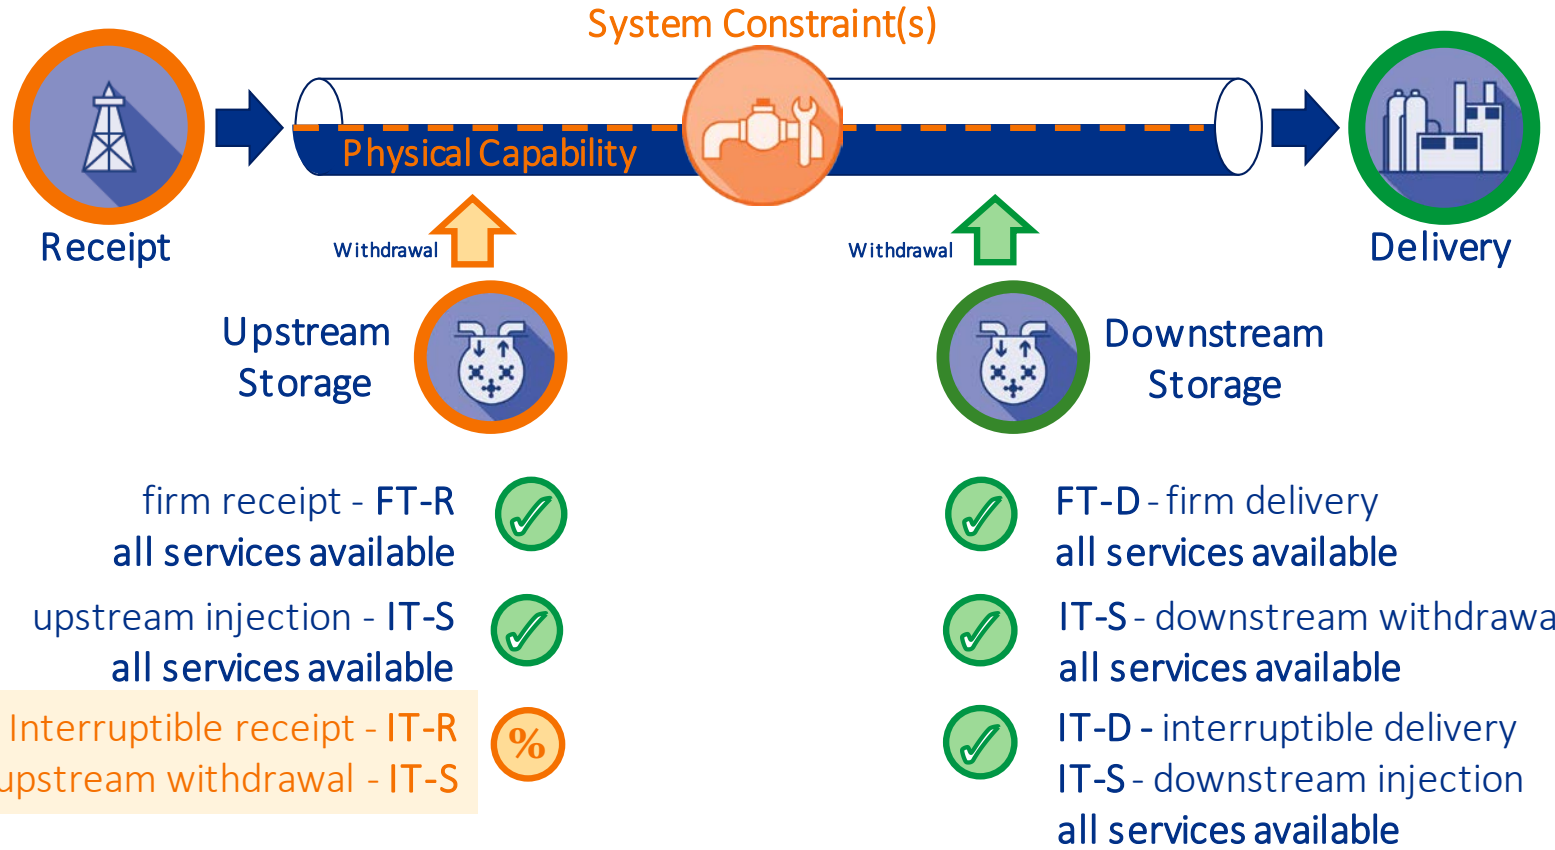 System Constraint(s)
Physical Capability
Receipt
Withdrawal
Withdrawal
Delivery
Upstream
Storage
Downstream
Storage
firm receipt - FT-R
all services available
upstream injection - IT-S
all services available
Interruptible receipt - IT-R
upstream withdrawal - IT-S
%
FT-D - firm delivery
all services available
IT-S - downstream withdrawa
all services available
IT-D - interruptible delivery
IT-S - downstream injection
all services available